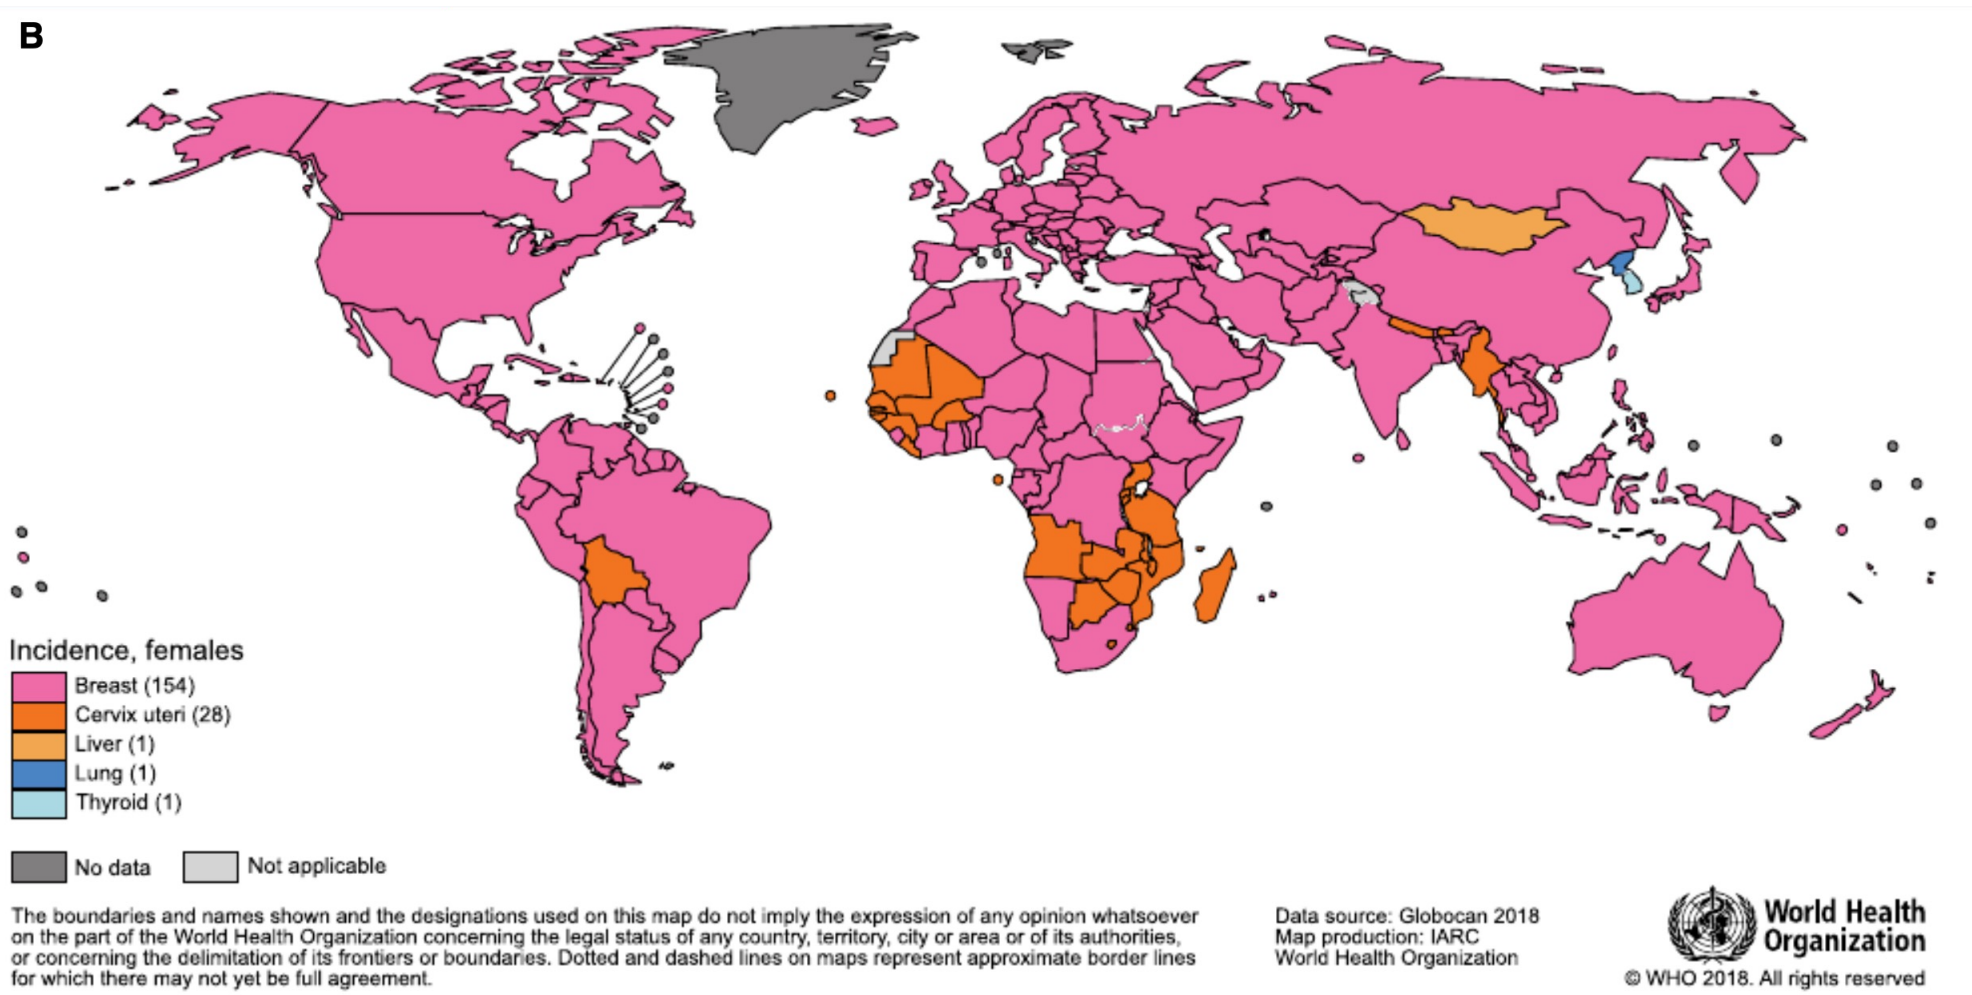 B
Incidence, females
Breast (154)
Cervix uteri (28)
Liver (1)
Lung (1)
Thyroid (1)
No data
Not applicable
The boundaries and names shown and the designations used on this map do not imply the expression of any opinion whatsoever
on the part of the World Health Organization concerning the legal status of any country, territory, city or area or of its authorities,
or concerning the delimitation of its frontiers or boundaries. Dotted and dashed lines on maps represent approximate border lines
for which there may not yet be full agreement.
Data source: Globocan 2018
Map production: IARC
World Health Organization
World Health
Organization
© WHO 2018. All rights reserved